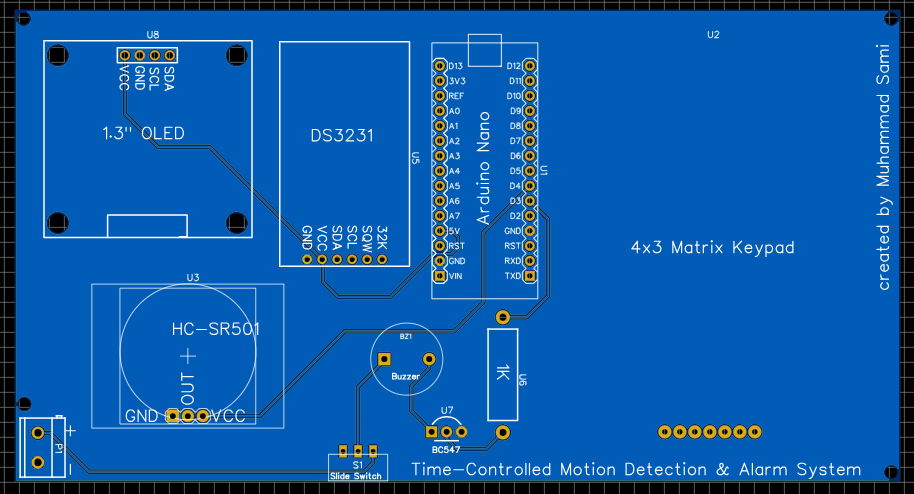 U8
VCC
GND
SCL
SDA
1.3" OLED
DS3231
U5
GND
VCC
SDA
SCL
SQW
32K
Arduino Nano
U1
D13
3V3
REF
A0
A1
A2
A3
A4
A5
A6
A7
5V
RST
GND
VIN
D12
D11
D10
D9
D8
D7
D6
D5
D4
D3
D2
GND
RST
RXD
TXD
U2
4x3 Matrix Keypad
created by Muhammad Sami
U3
HC-SR501
GND
OUT
VCC
P1
+
BZ1
Buzzer
1K
U6
U7
BC547
S1
Slide Switch
Time-Controlled Motion Detection & Alarm System